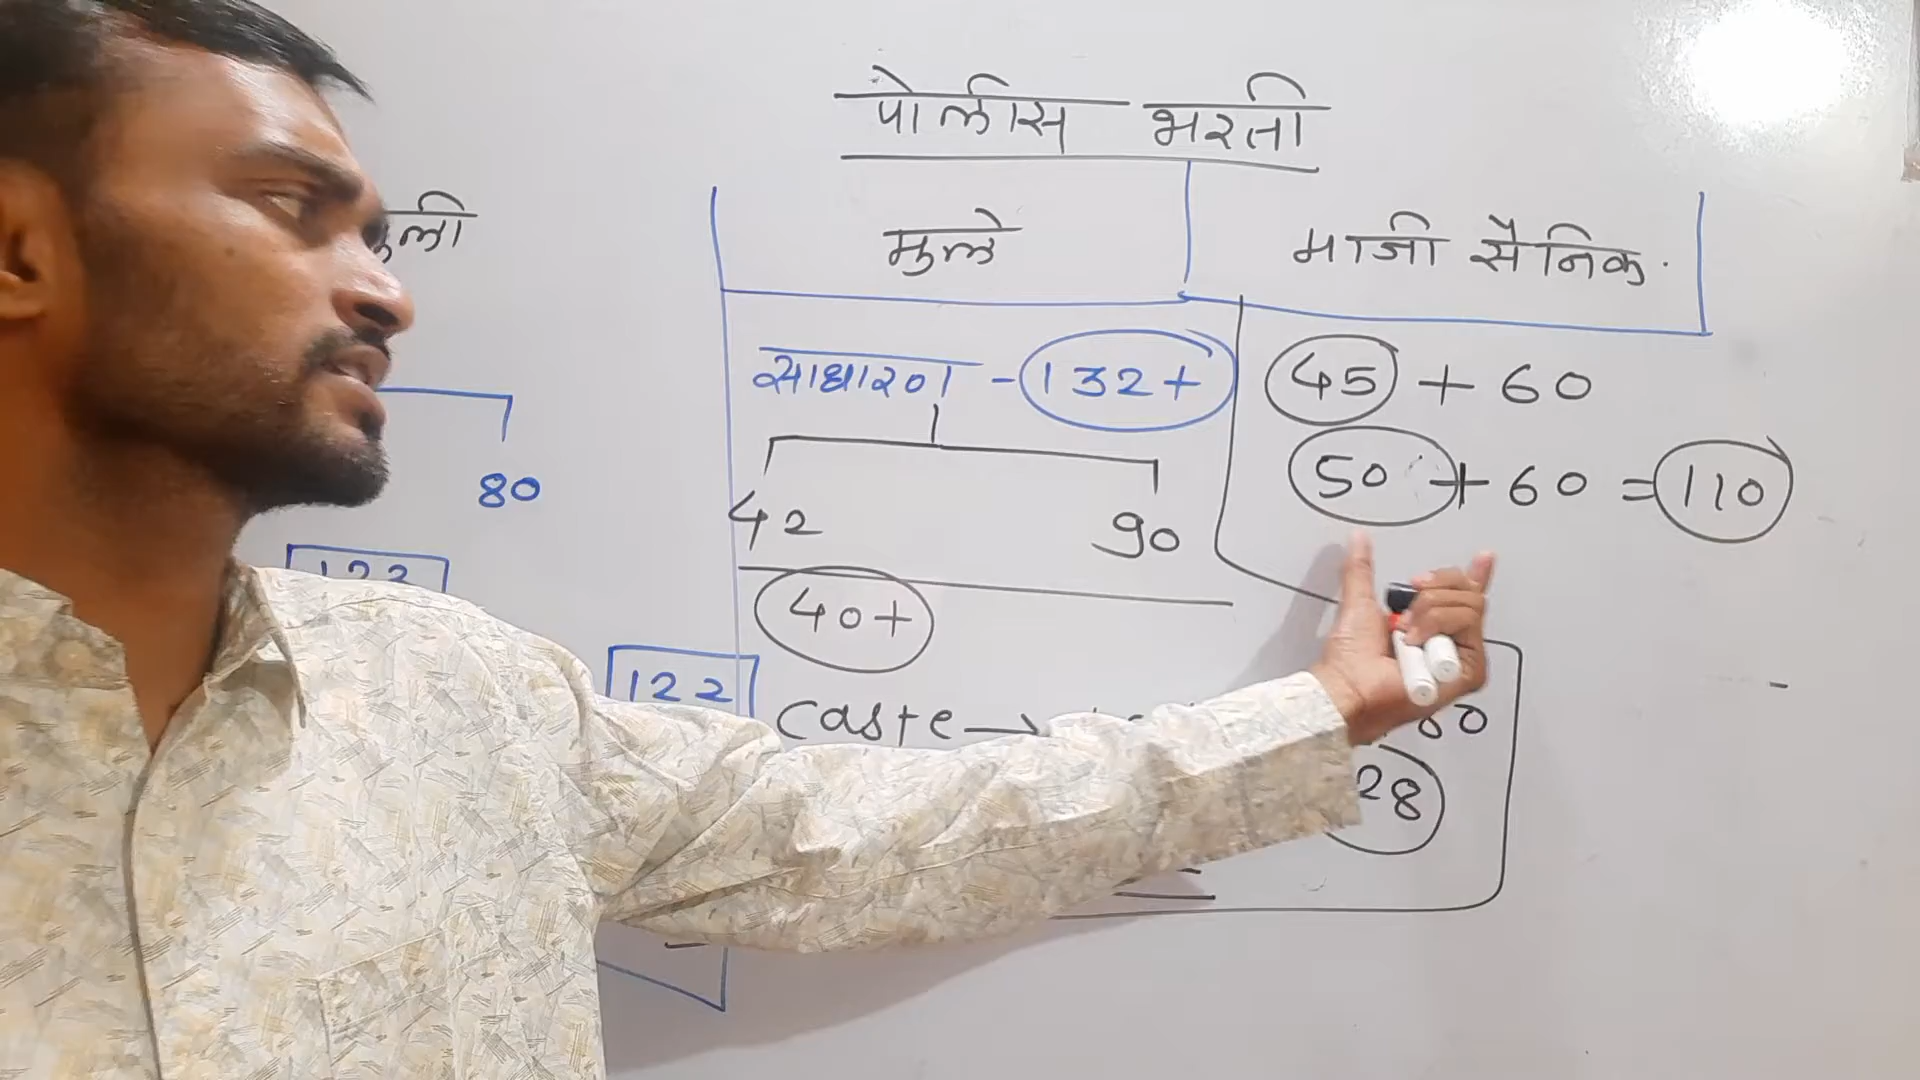 पोलीस भरती
मुले
माजी सैनिक.
साधारण - 132+
42
90
40+
45 + 60
50 + 60 = 110
80
122
caste →
28